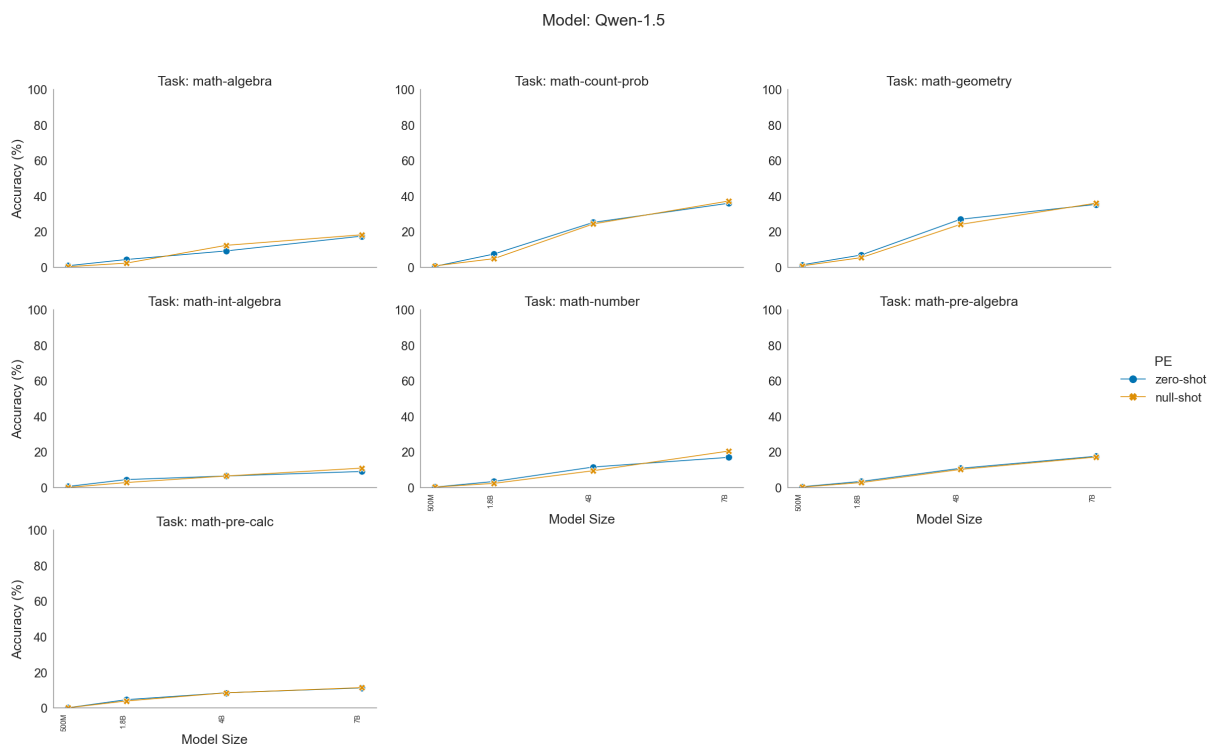 Model: Qwen-1.5
Task: math-algebra
Accuracy (%)
100
80
60
40
20
0
Task: math-count-prob
100
80
60
40
20
0
Task: math-geometry
100
80
60
40
20
0
Task: math-int-algebra
Accuracy (%)
100
80
60
40
20
0
Task: math-number
100
80
60
40
20
0
500M
1.8B
4B
7B
Model Size
Task: math-pre-algebra
100
80
60
40
20
0
500M
1.8B
4B
7B
Model Size
PE
zero-shot
null-shot
Task: math-pre-calc
Accuracy (%)
100
80
60
40
20
0
500M
1.8B
4B
7B
Model Size